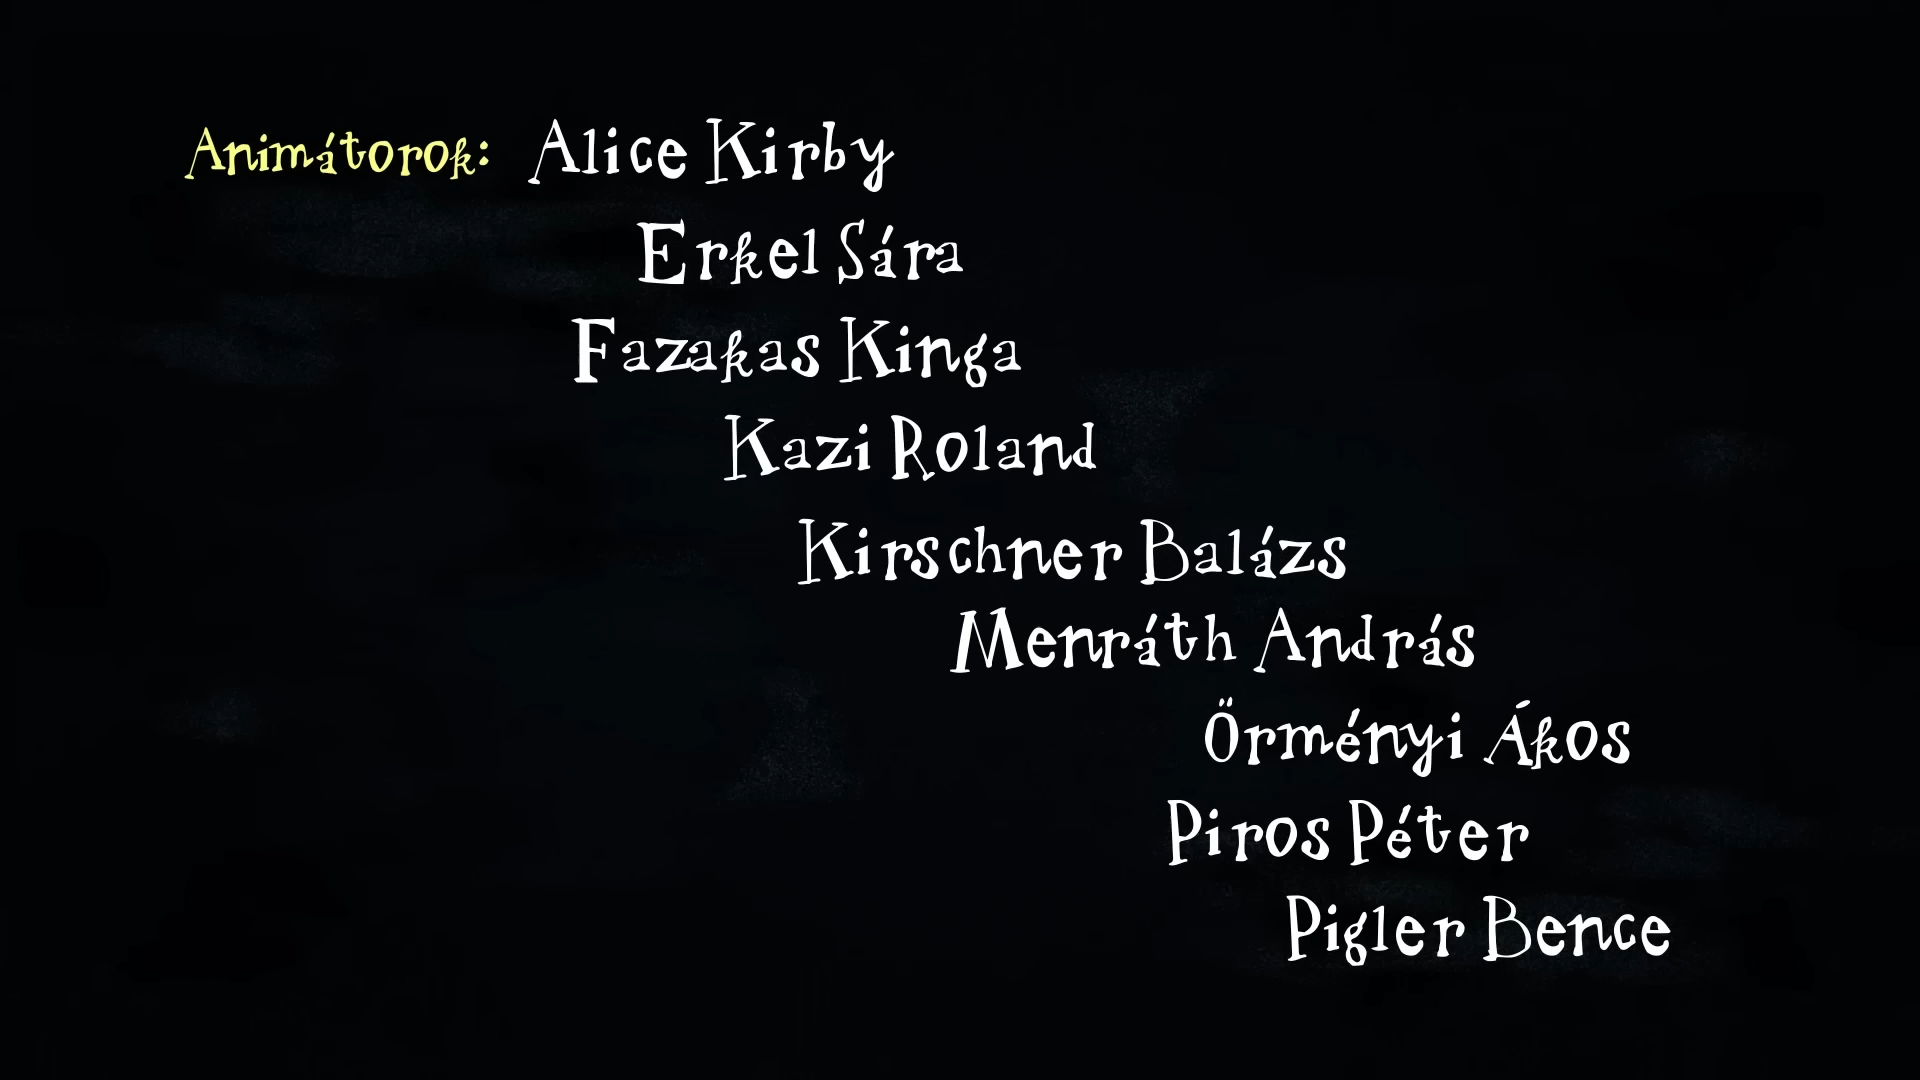 Animátorok: Alice Kirby
Erkel Sára
Fazakas Kinga
Kazi Roland
Kirschner Balázs
Menráth András
Örményi Ákos
Piros Péter
Pigler Bence